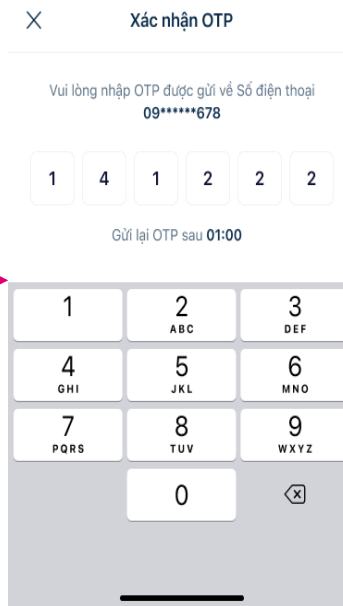 Xác nhận OTP
Vui lòng nhập OTP được gửi về Số điện thoại
09******678
1 4 1 2 2 2
Gửi lại OTP sau 01:00
1 2 3
ABC DEF
4 5 6
GHI JKL MNO
7 8 9
PQRS TUV WXYZ
0